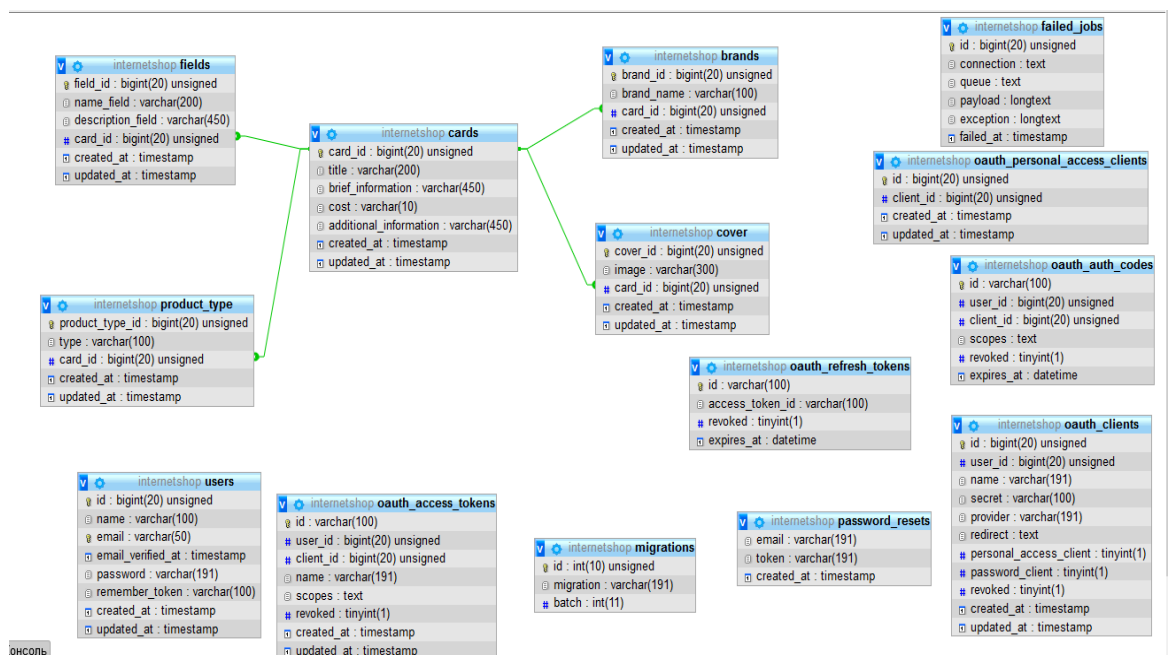 internetshop fields
field_id : bigint(20) unsigned
name_field : varchar(200)
description_field : varchar(450)
card_id : bigint(20) unsigned
created_at : timestamp
updated_at : timestamp
internetshop cards
card_id : bigint(20) unsigned
title : varchar(200)
brief_information : varchar(450)
cost : varchar(10)
additional_information : varchar(450)
created_at : timestamp
updated_at : timestamp
internetshop brands
brand_id : bigint(20) unsigned
brand_name : varchar(100)
card_id : bigint(20) unsigned
created_at : timestamp
updated_at : timestamp
internetshop failed_jobs
id : bigint(20) unsigned
connection : text
queue : text
payload : longtext
exception : longtext
failed_at : timestamp
internetshop oauth_personal_access_clients
id : bigint(20) unsigned
client_id : bigint(20) unsigned
created_at : timestamp
updated_at : timestamp
internetshop cover
cover_id : bigint(20) unsigned
image : varchar(300)
card_id : bigint(20) unsigned
created_at : timestamp
updated_at : timestamp
internetshop oauth_auth_codes
id : varchar(100)
user_id : bigint(20) unsigned
client_id : bigint(20) unsigned
scopes : text
revoked : tinyint(1)
expires_at : datetime
internetshop product_type
product_type_id : bigint(20) unsigned
type : varchar(100)
card_id : bigint(20) unsigned
created_at : timestamp
updated_at : timestamp
internetshop oauth_refresh_tokens
id : varchar(100)
access_token_id : varchar(100)
revoked : tinyint(1)
expires_at : datetime
internetshop oauth_clients
id : bigint(20) unsigned
user_id : bigint(20) unsigned
name : varchar(191)
secret : varchar(100)
provider : varchar(191)
redirect : text
personal_access_client : tinyint(1)
password_client : tinyint(1)
revoked : tinyint(1)
created_at : timestamp
updated_at : timestamp
internetshop users
id : bigint(20) unsigned
name : varchar(100)
email : varchar(50)
email_verified_at : timestamp
password : varchar(191)
remember_token : varchar(100)
created_at : timestamp
updated_at : timestamp
internetshop oauth_access_tokens
id : varchar(100)
user_id : bigint(20) unsigned
client_id : bigint(20) unsigned
name : varchar(191)
scopes : text
revoked : tinyint(1)
created_at : timestamp
updated_at : timestamp
internetshop migrations
id : int(10) unsigned
migration : varchar(191)
batch : int(11)
internetshop password_resets
email : varchar(191)
token : varchar(191)
created_at : timestamp
онсоль